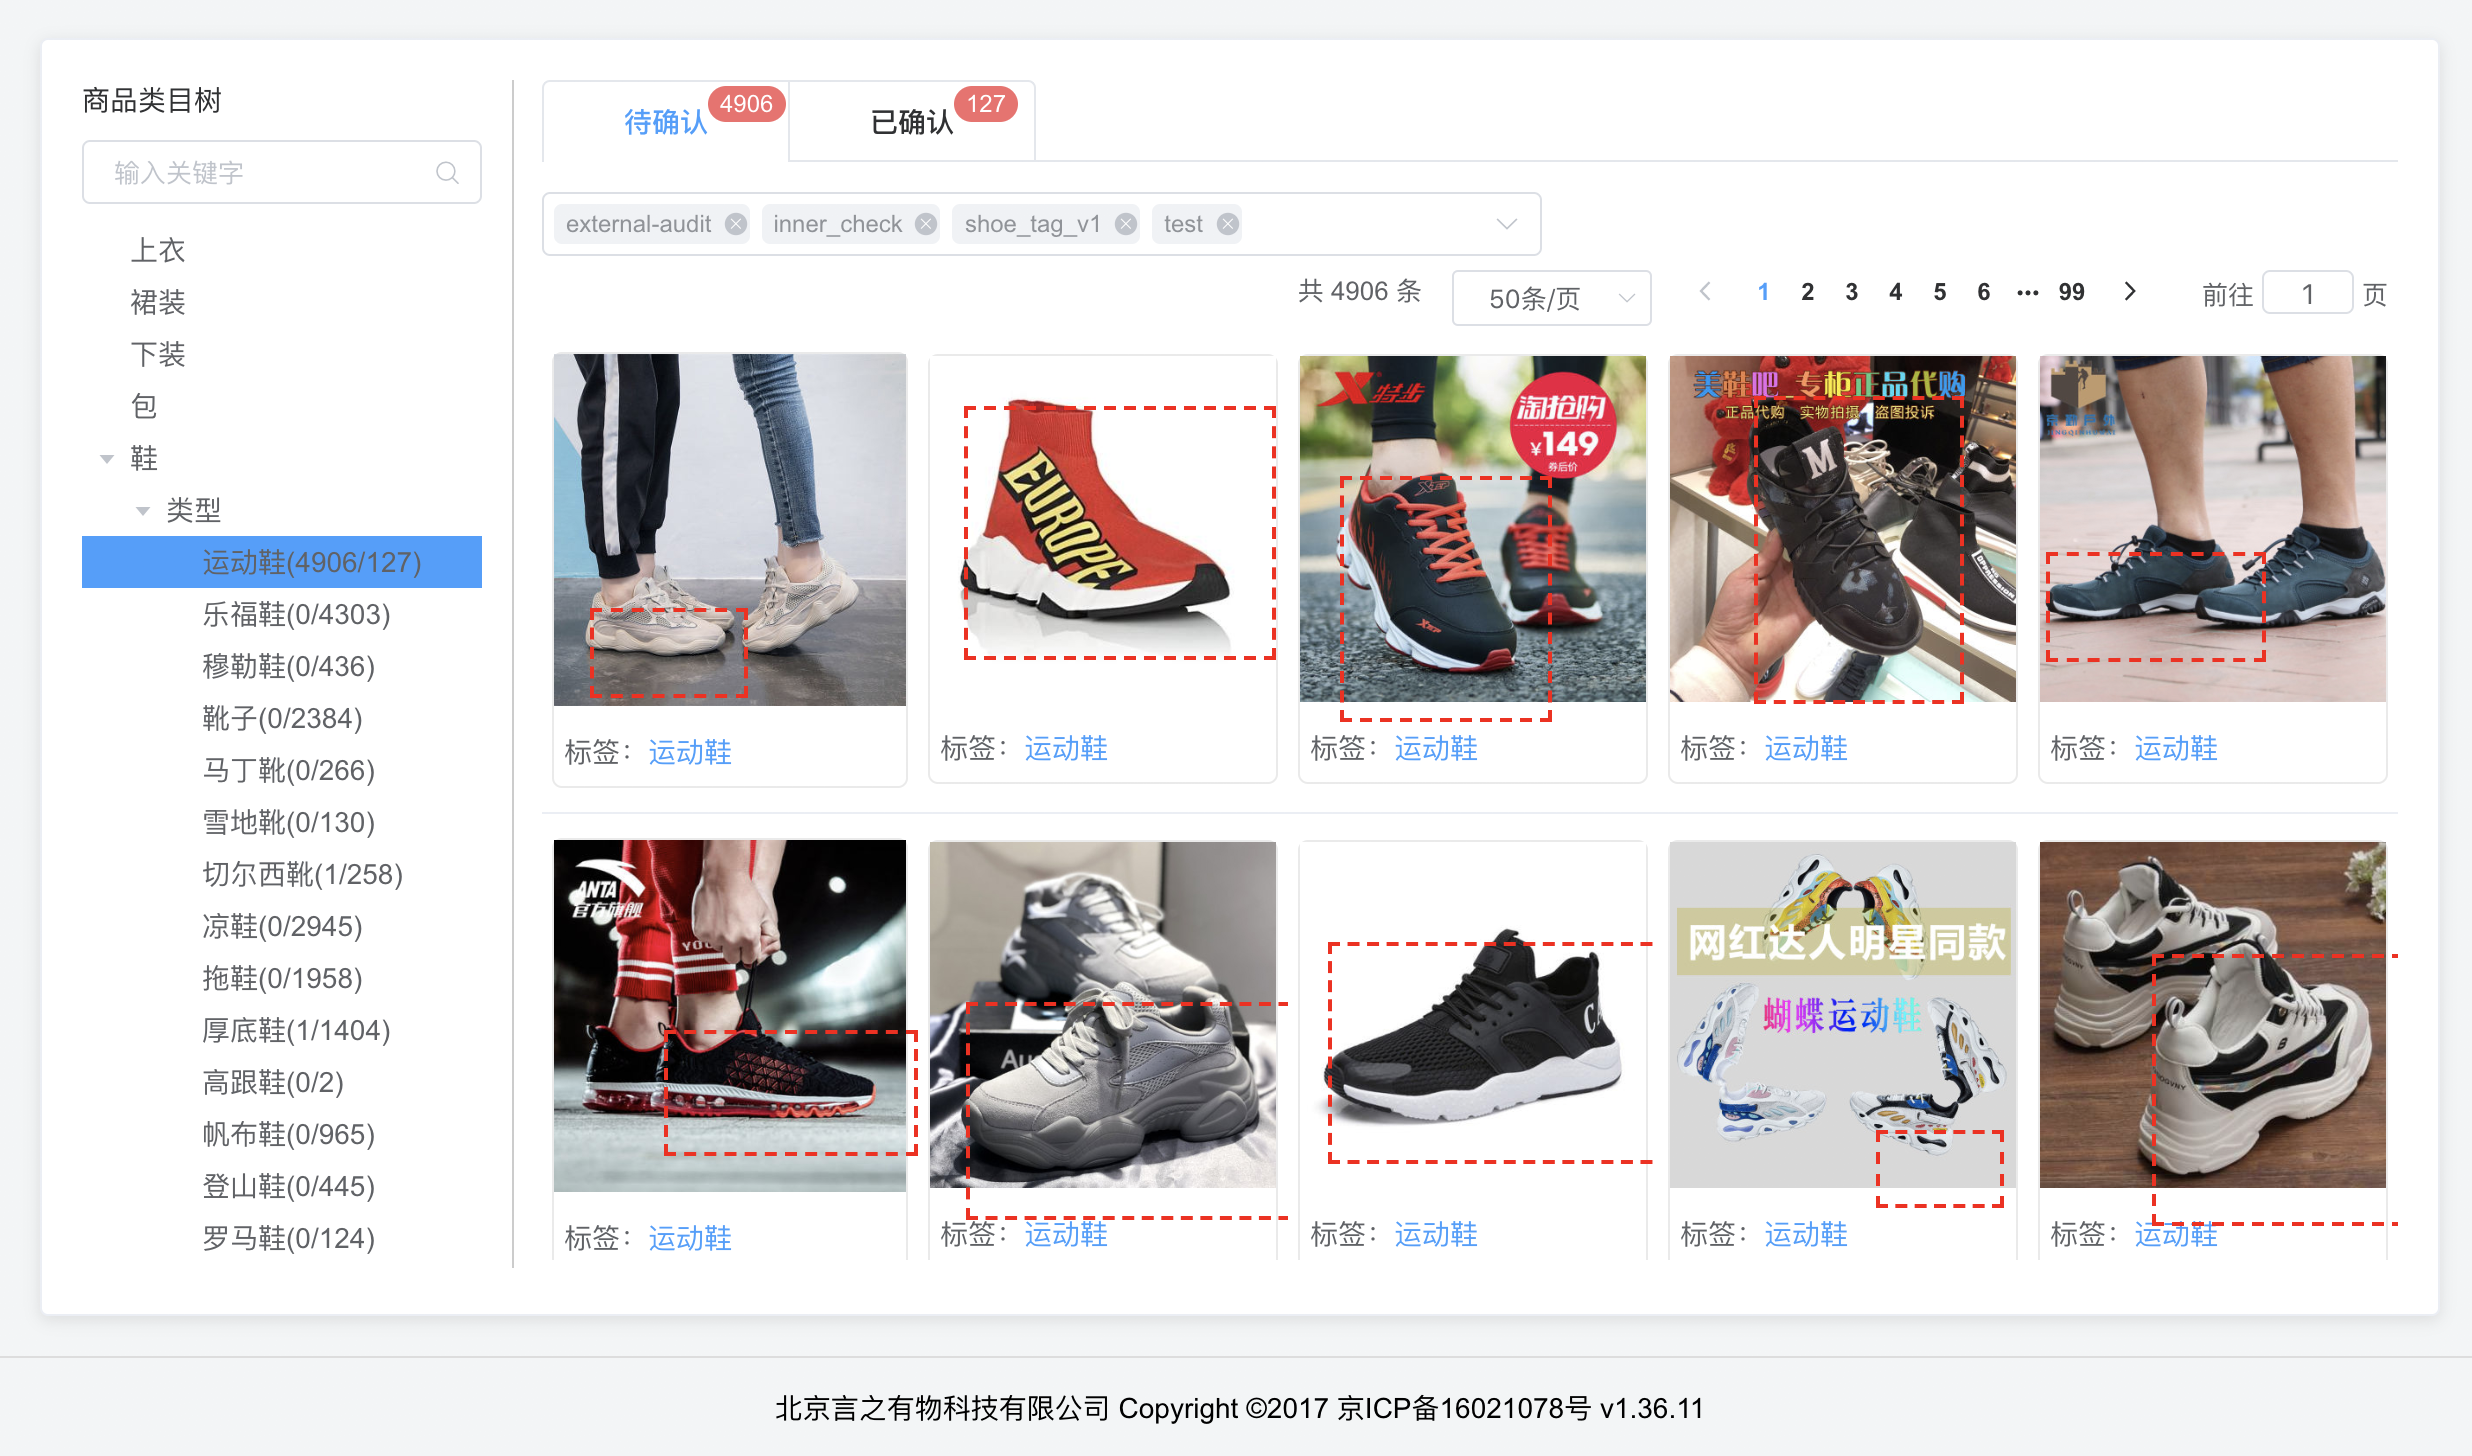 商品类目树
输入关键字
上衣
裙装
下装
包
鞋
类型
运动鞋(4906/127)
乐福鞋(0/4303)
穆勒鞋(0/436)
靴子(0/2384)
马丁靴(0/266)
雪地靴(0/130)
切尔西靴(1/258)
凉鞋(0/2945)
拖鞋(0/1958)
厚底鞋(1/1404)
高跟鞋(0/2)
帆布鞋(0/965)
登山鞋(0/445)
罗马鞋(0/124)
待确认 4906 已确认 127
external-audit inner_check shoe_tag_v1 test
共 4906 条 50条/页 1 2 3 4 5 6 ··· 99 前往 1 页
EUROPE
特步
淘抢购
¥149
券后价
XTEP
XTEP
美鞋吧_专柜正品代购
正品代购 实物拍摄 盗图投诉
M
标签： 运动鞋 标签： 运动鞋 标签： 运动鞋 标签： 运动鞋 标签： 运动鞋
ANTA
官方旗舰
YOU
网红达人明星同款
蝴蝶运动鞋
标签： 运动鞋 标签： 运动鞋 标签： 运动鞋 标签： 运动鞋 标签： 运动鞋
北京言之有物科技有限公司 Copyright ©2017 京ICP备16021078号 v1.36.11